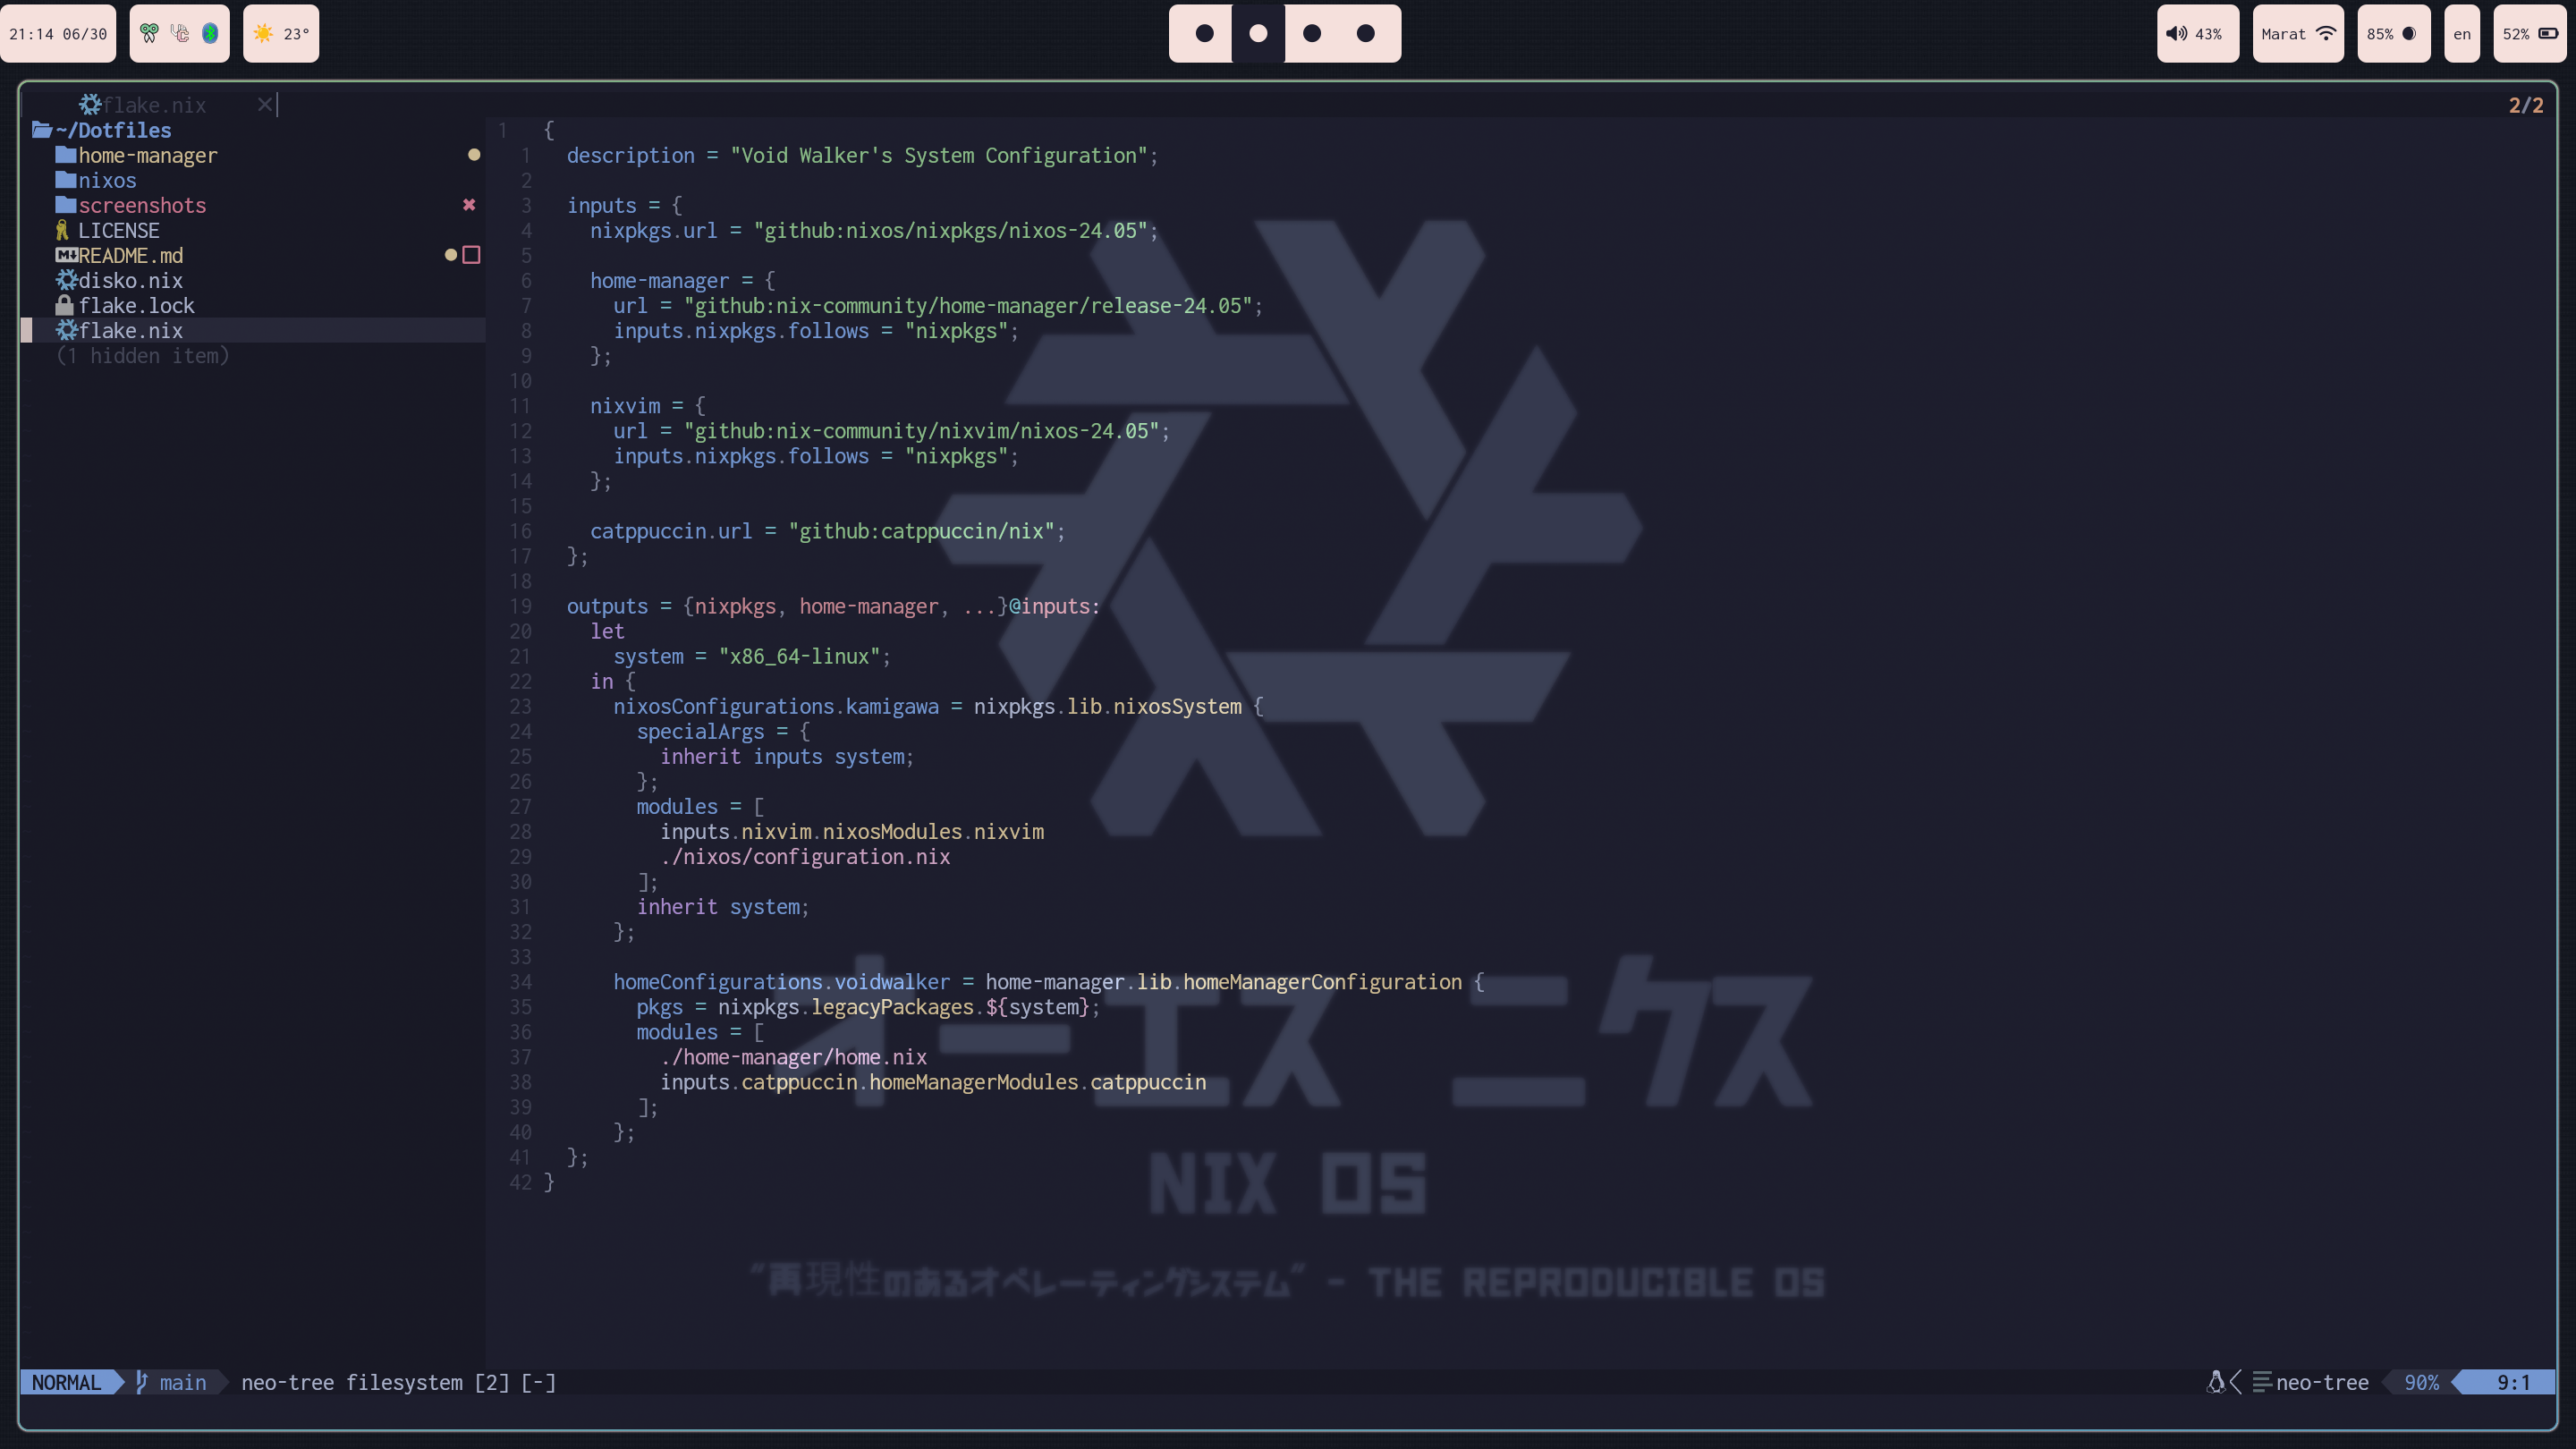 21:14 06/30
23°
43%
Marat
85%
en
52%
flake.nix
2/2
~/Dotfiles
home-manager
nixos
screenshots
LICENSE
README.md
disko.nix
flake.lock
flake.nix
(1 hidden item)
1 {
1   description = "Void Walker's System Configuration";
2
3   inputs = {
4     nixpkgs.url = "github:nixos/nixpkgs/nixos-24.05";
5
6     home-manager = {
7       url = "github:nix-community/home-manager/release-24.05";
8       inputs.nixpkgs.follows = "nixpkgs";
9     };
10
11     nixvim = {
12       url = "github:nix-community/nixvim/nixos-24.05";
13       inputs.nixpkgs.follows = "nixpkgs";
14     };
15
16     catppuccin.url = "github:catppuccin/nix";
17   };
18
19   outputs = {nixpkgs, home-manager, ...}@inputs:
20     let
21       system = "x86_64-linux";
22     in {
23       nixosConfigurations.kamigawa = nixpkgs.lib.nixosSystem {
24         specialArgs = {
25           inherit inputs system;
26         };
27         modules = [
28           inputs.nixvim.nixosModules.nixvim
29           ./nixos/configuration.nix
30         ];
31         inherit system;
32       };
33
34       homeConfigurations.voidwalker = home-manager.lib.homeManagerConfiguration {
35         pkgs = nixpkgs.legacyPackages.${system};
36         modules = [
37           ./home-manager/home.nix
38           inputs.catppuccin.homeManagerModules.catppuccin
39         ];
40       };
41   };
42 }
オーエス ニクス
NIX OS
"再現性のあるオペレーティングシステム" - THE REPRODUCIBLE OS
NORMAL main neo-tree filesystem [2] [-]
neo-tree 90% 9:1